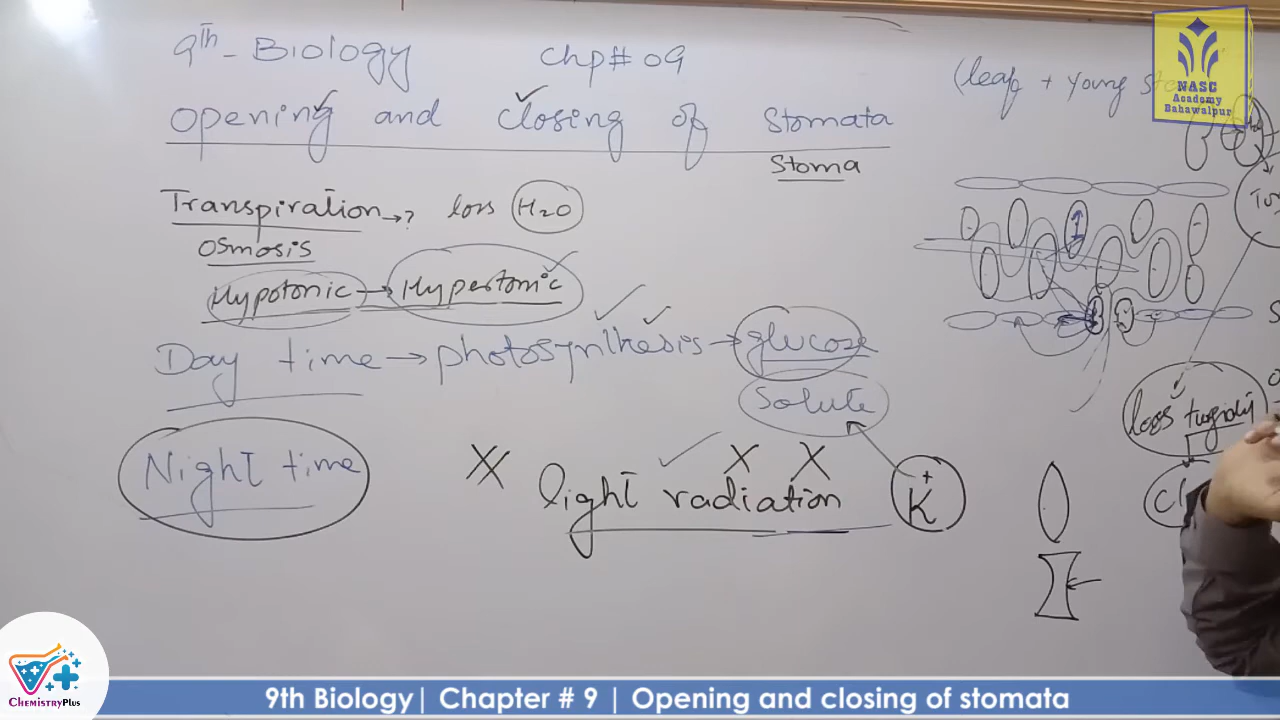 9th - Biology Chp# 09
Opening and closing of stomata
Stoma
Transpiration → ? loss H2O
Osmosis
Hypotonic → Hypertonic
Day time → photosynthesis → glucose
Solute
Night time
light radiation K+
(leaf + young
loss turgidity
NASC
Academy
Bahawalpur
ChemistryPlus
9th Biology| Chapter # 9 | Opening and closing of stomata